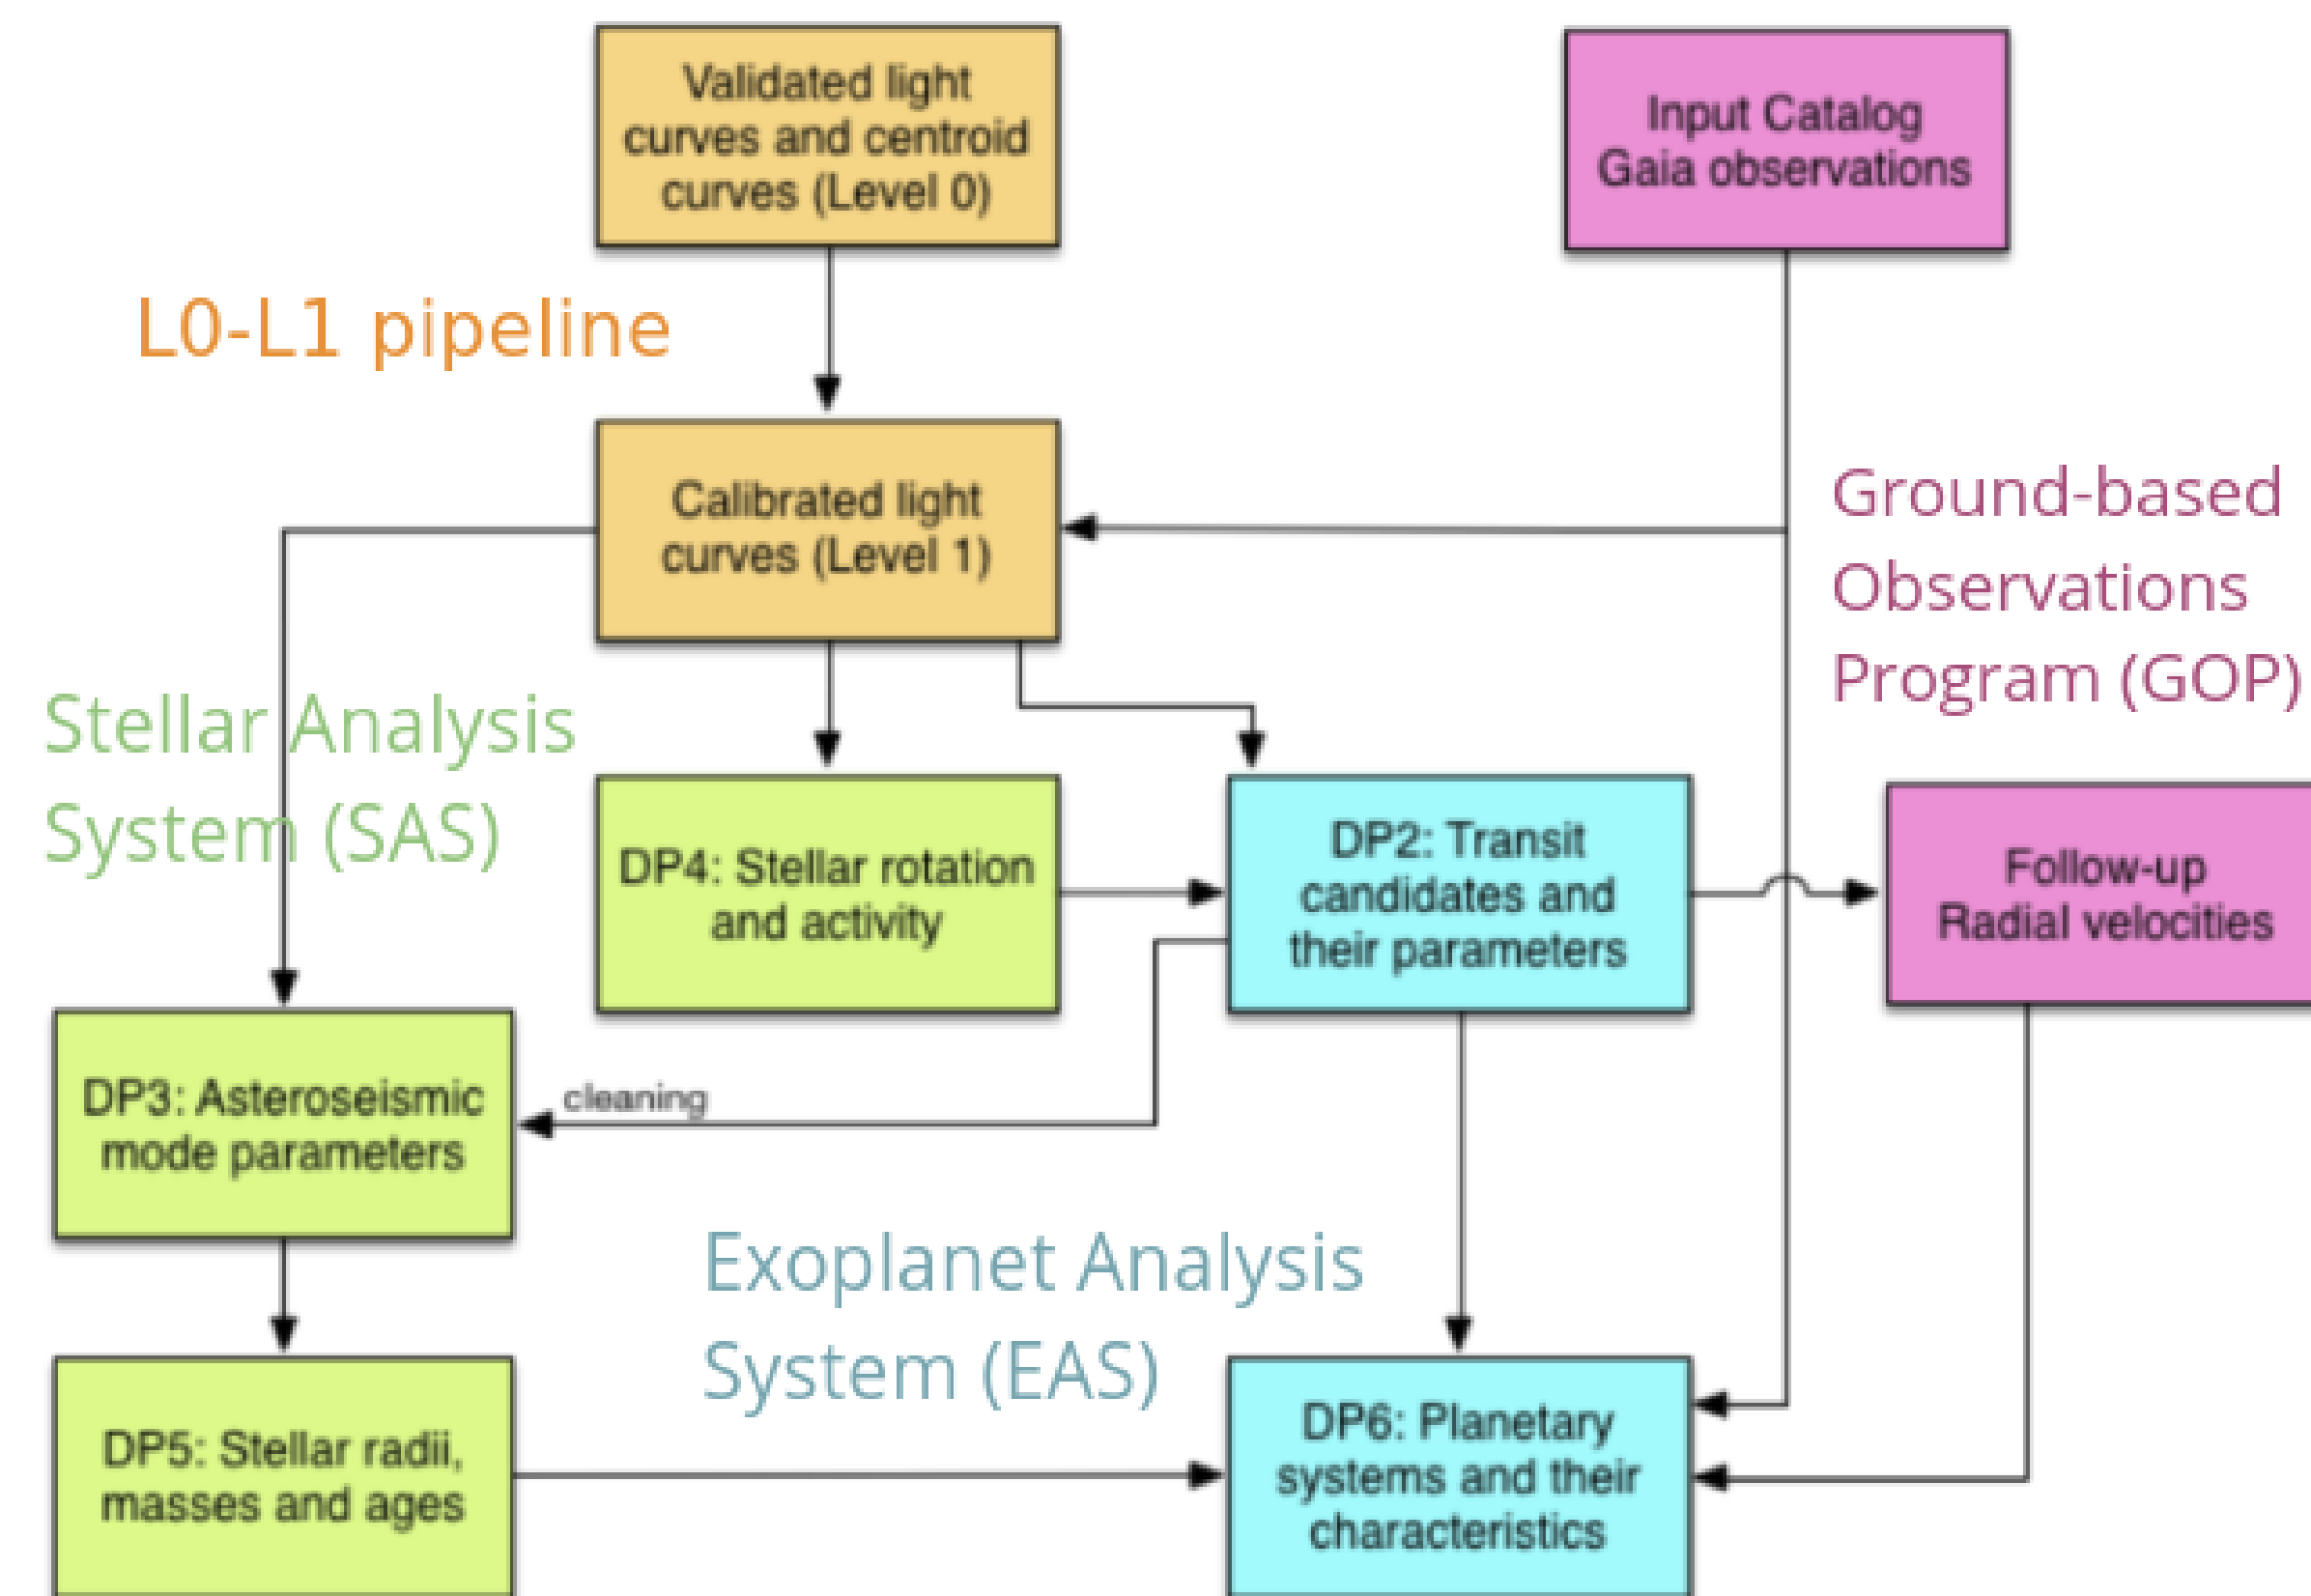 Validated light
curves and centroid
curves (Level 0)
Input Catalog
Gaia observations
L0-L1 pipeline
Calibrated light
curves (Level 1)
Ground-based
Observations
Program (GOP)
Stellar Analysis
System (SAS)
DP4: Stellar rotation
and activity
DP2: Transit
candidates and
their parameters
Follow-up
Radial velocities
DP3: Asteroseismic
mode parameters
cleaning
Exoplanet Analysis
System (EAS)
DP5: Stellar radii,
masses and ages
DP6: Planetary
systems and their
characteristics